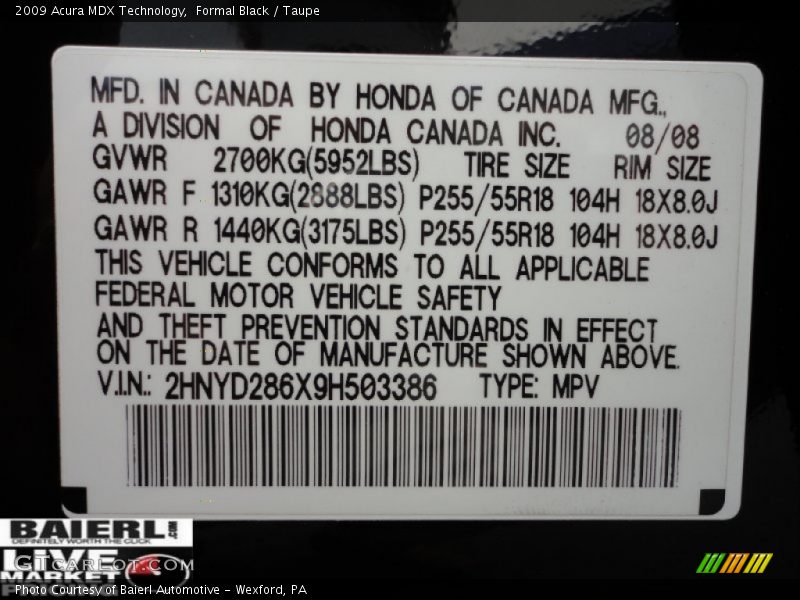 2009 Acura MDX Technology,  Formal Black / Taupe
MFD. IN CANADA BY HONDA OF CANADA MFG.,
A DIVISION OF HONDA CANADA INC. 08/08
GVWR 2700KG(5952LBS) TIRE SIZE RIM SIZE
GAWR F 1310KG(2888LBS) P255/55R18 104H 18X8.0J
GAWR R 1440KG(3175LBS) P255/55R18 104H 18X8.0J
THIS VEHICLE CONFORMS TO ALL APPLICABLE
FEDERAL MOTOR VEHICLE SAFETY
AND THEFT PREVENTION STANDARDS IN EFFECT
ON THE DATE OF MANUFACTURE SHOWN ABOVE.
V.I.N.: 2HNYD286X9H503386 TYPE: MPV
BAIERL
DEFINITELY WORTH THE CLICK
LIVE
GTCARLOT.COM
MARKET
Photo Courtesy of Baierl Automotive - Wexford, PA